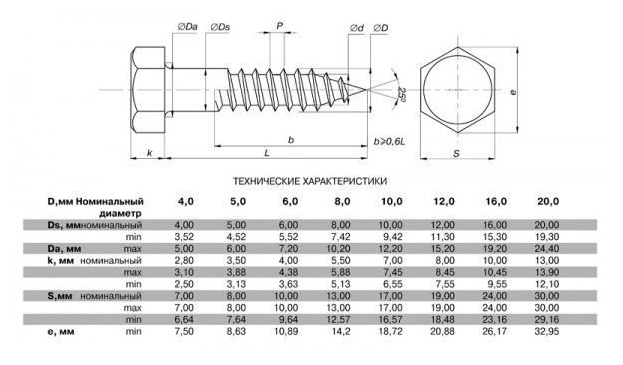 ØDa ØDs P Ød ØD
25°
e
b b⩾0,6L
k L S
ТЕХНИЧЕСКИЕ ХАРАКТЕРИСТИКИ
D,мм Номинальный диаметр 4,0 5,0 6,0 8,0 10,0 12,0 16,0 20,0
Ds, мм номинальный 4,00 5,00 6,00 8,00 10,00 12,00 16,00 20,00
min 3,52 4,52 5,52 7,42 9,42 11,30 15,30 19,30
Da, мм max 5,00 6,00 7,20 10,20 12,20 15,20 19,20 24,40
k, мм номинальный 2,80 3,50 4,00 5,50 7,00 8,00 10,00 13,00
max 3,10 3,88 4,38 5,88 7,45 8,45 10,45 13,90
min 2,50 3,13 3,63 5,13 6,55 7,55 9,55 12,10
S,мм номинальный 7,00 8,00 10,00 13,00 17,00 19,00 24,00 30,00
max 7,00 8,00 10,00 13,00 17,00 19,00 24,00 30,00
min 6,64 7,64 9,64 12,57 16,57 18,48 23,16 29,16
e, мм min 7,50 8,63 10,89 14,2 18,72 20,88 26,17 32,95